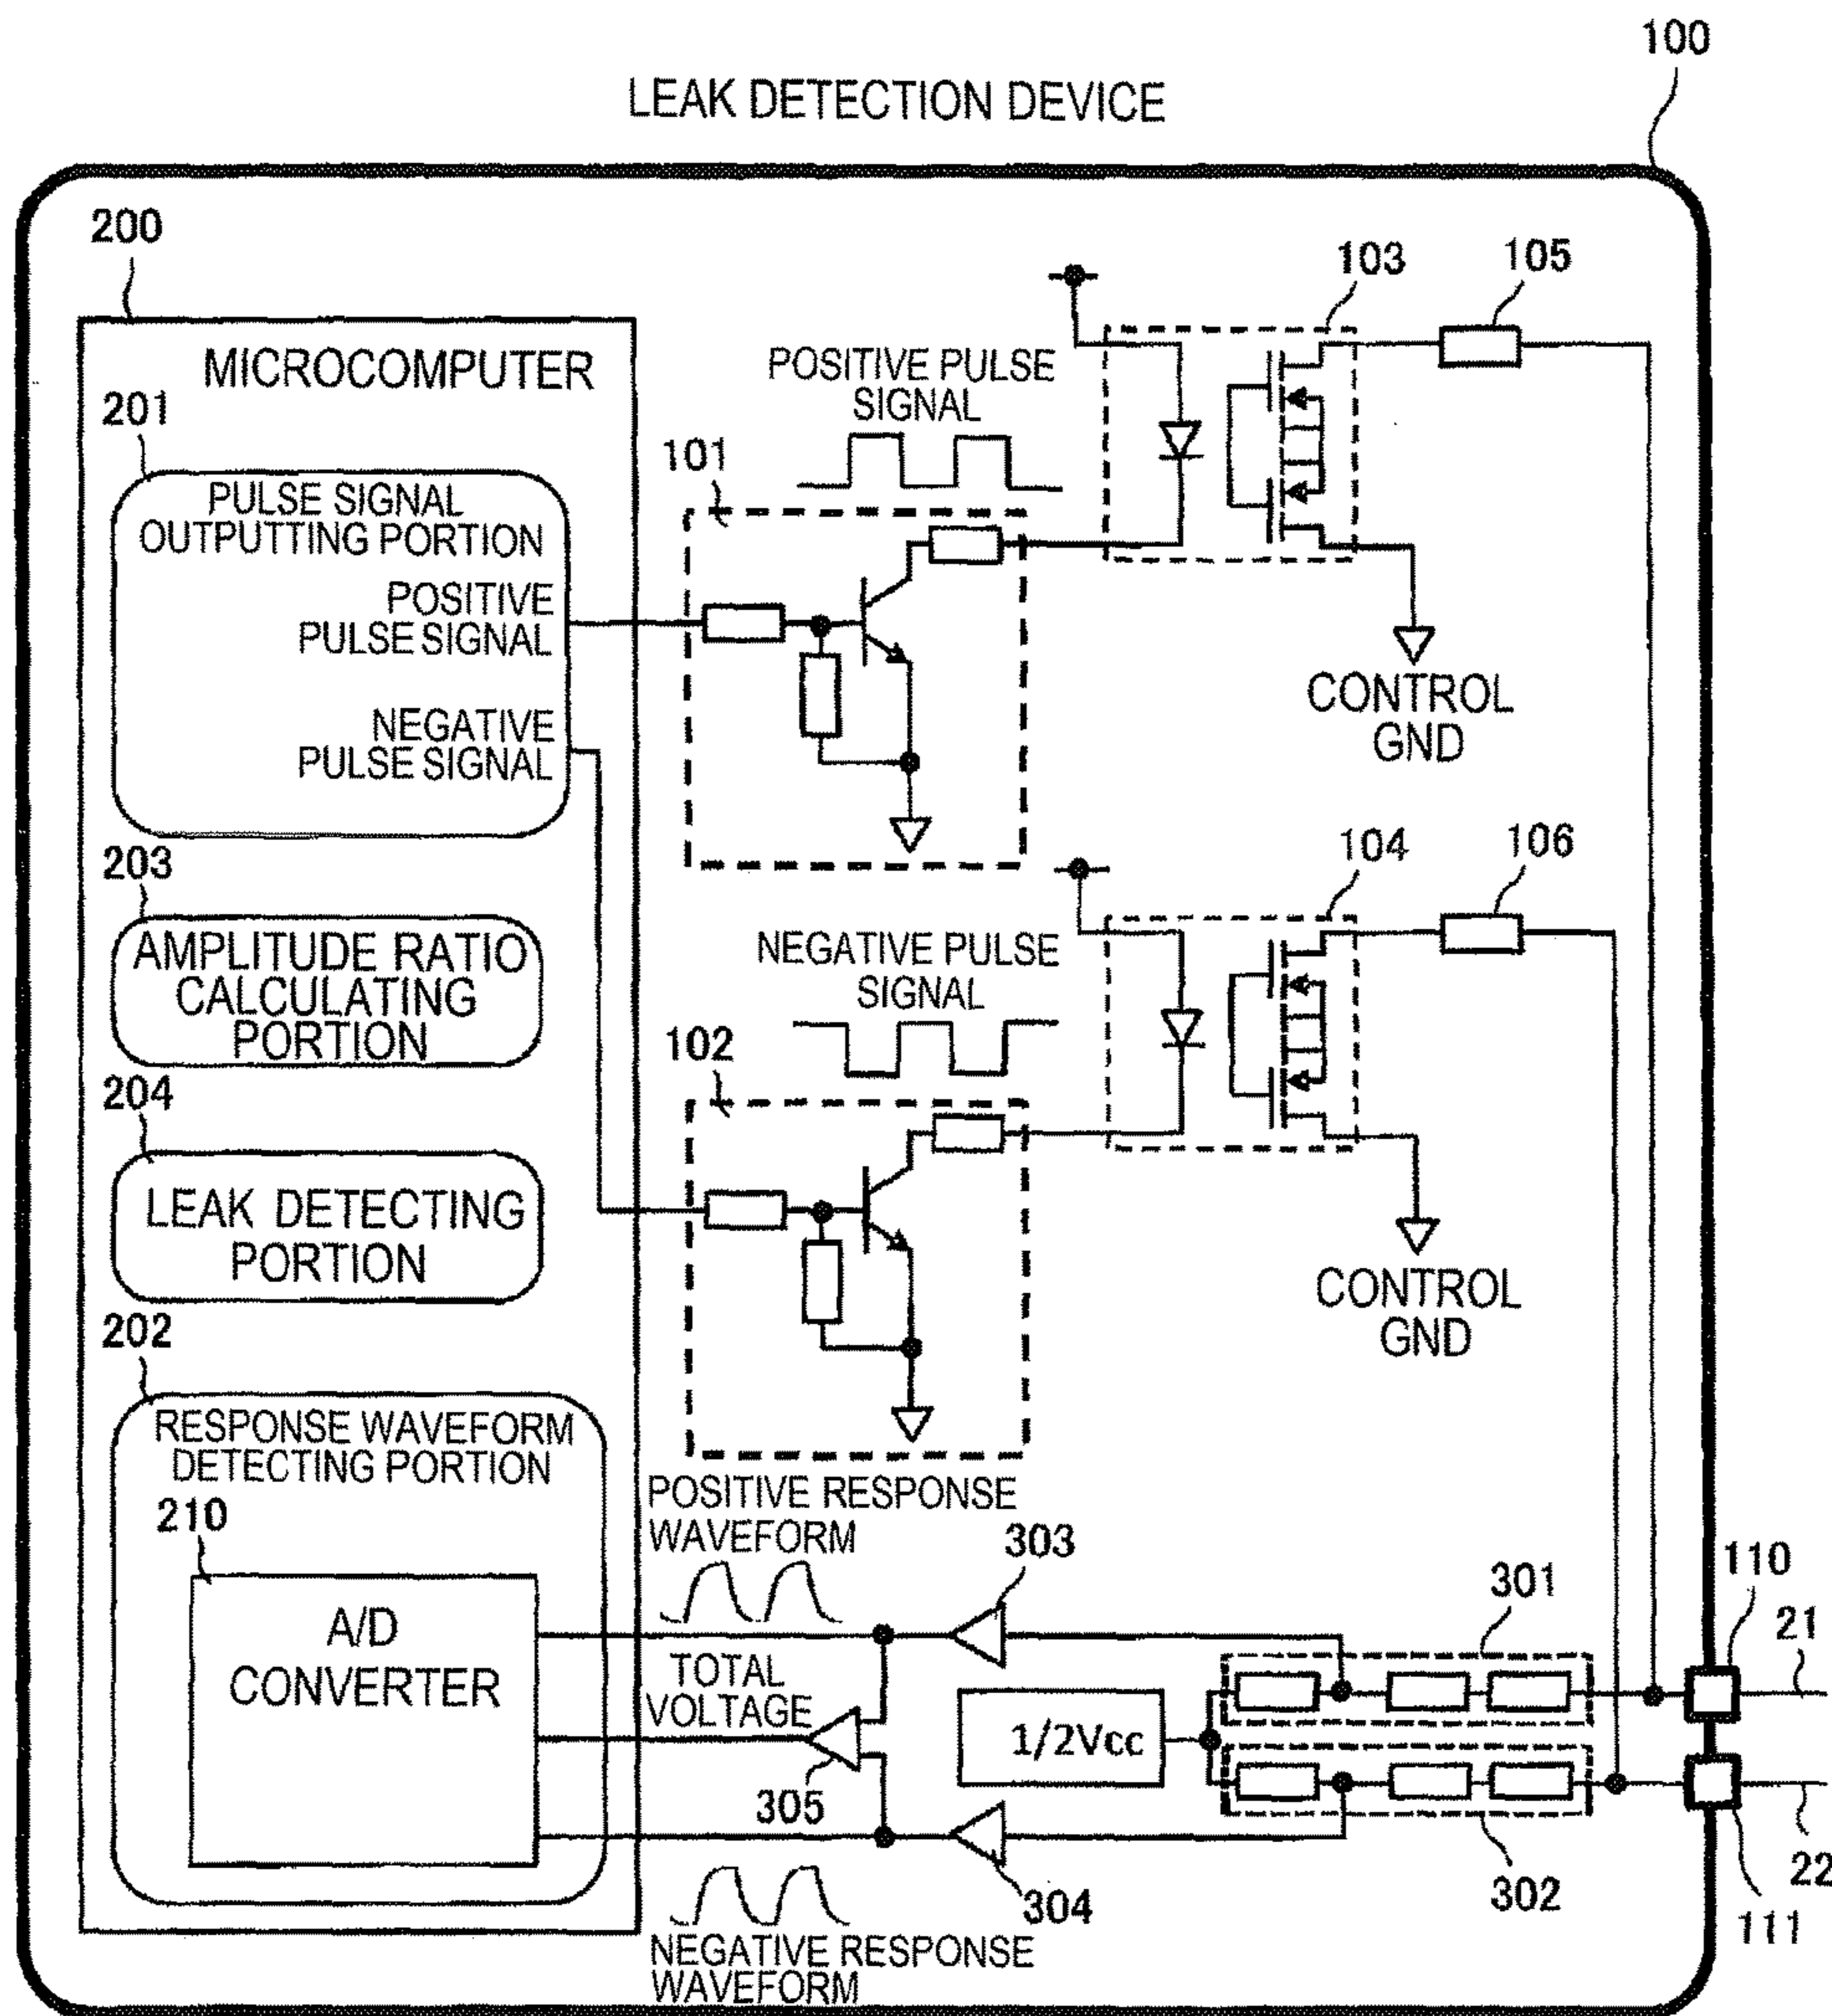 100
LEAK DETECTION DEVICE
200
MICROCOMPUTER
201
PULSE SIGNAL
OUTPUTTING PORTION
POSITIVE
PULSE SIGNAL
NEGATIVE
PULSE SIGNAL
203
AMPLITUDE RATIO
CALCULATING
PORTION
204
LEAK DETECTING
PORTION
202
RESPONSE WAVEFORM
DETECTING PORTION
210
A/D
CONVERTER
POSITIVE PULSE
SIGNAL
101
103
105
CONTROL
GND
NEGATIVE PULSE
SIGNAL
102
104
106
CONTROL
GND
POSITIVE RESPONSE
WAVEFORM
303
301
110
21
TOTAL
VOLTAGE
1/2Vcc
305
304
302
22
111
NEGATIVE RESPONSE
WAVEFORM